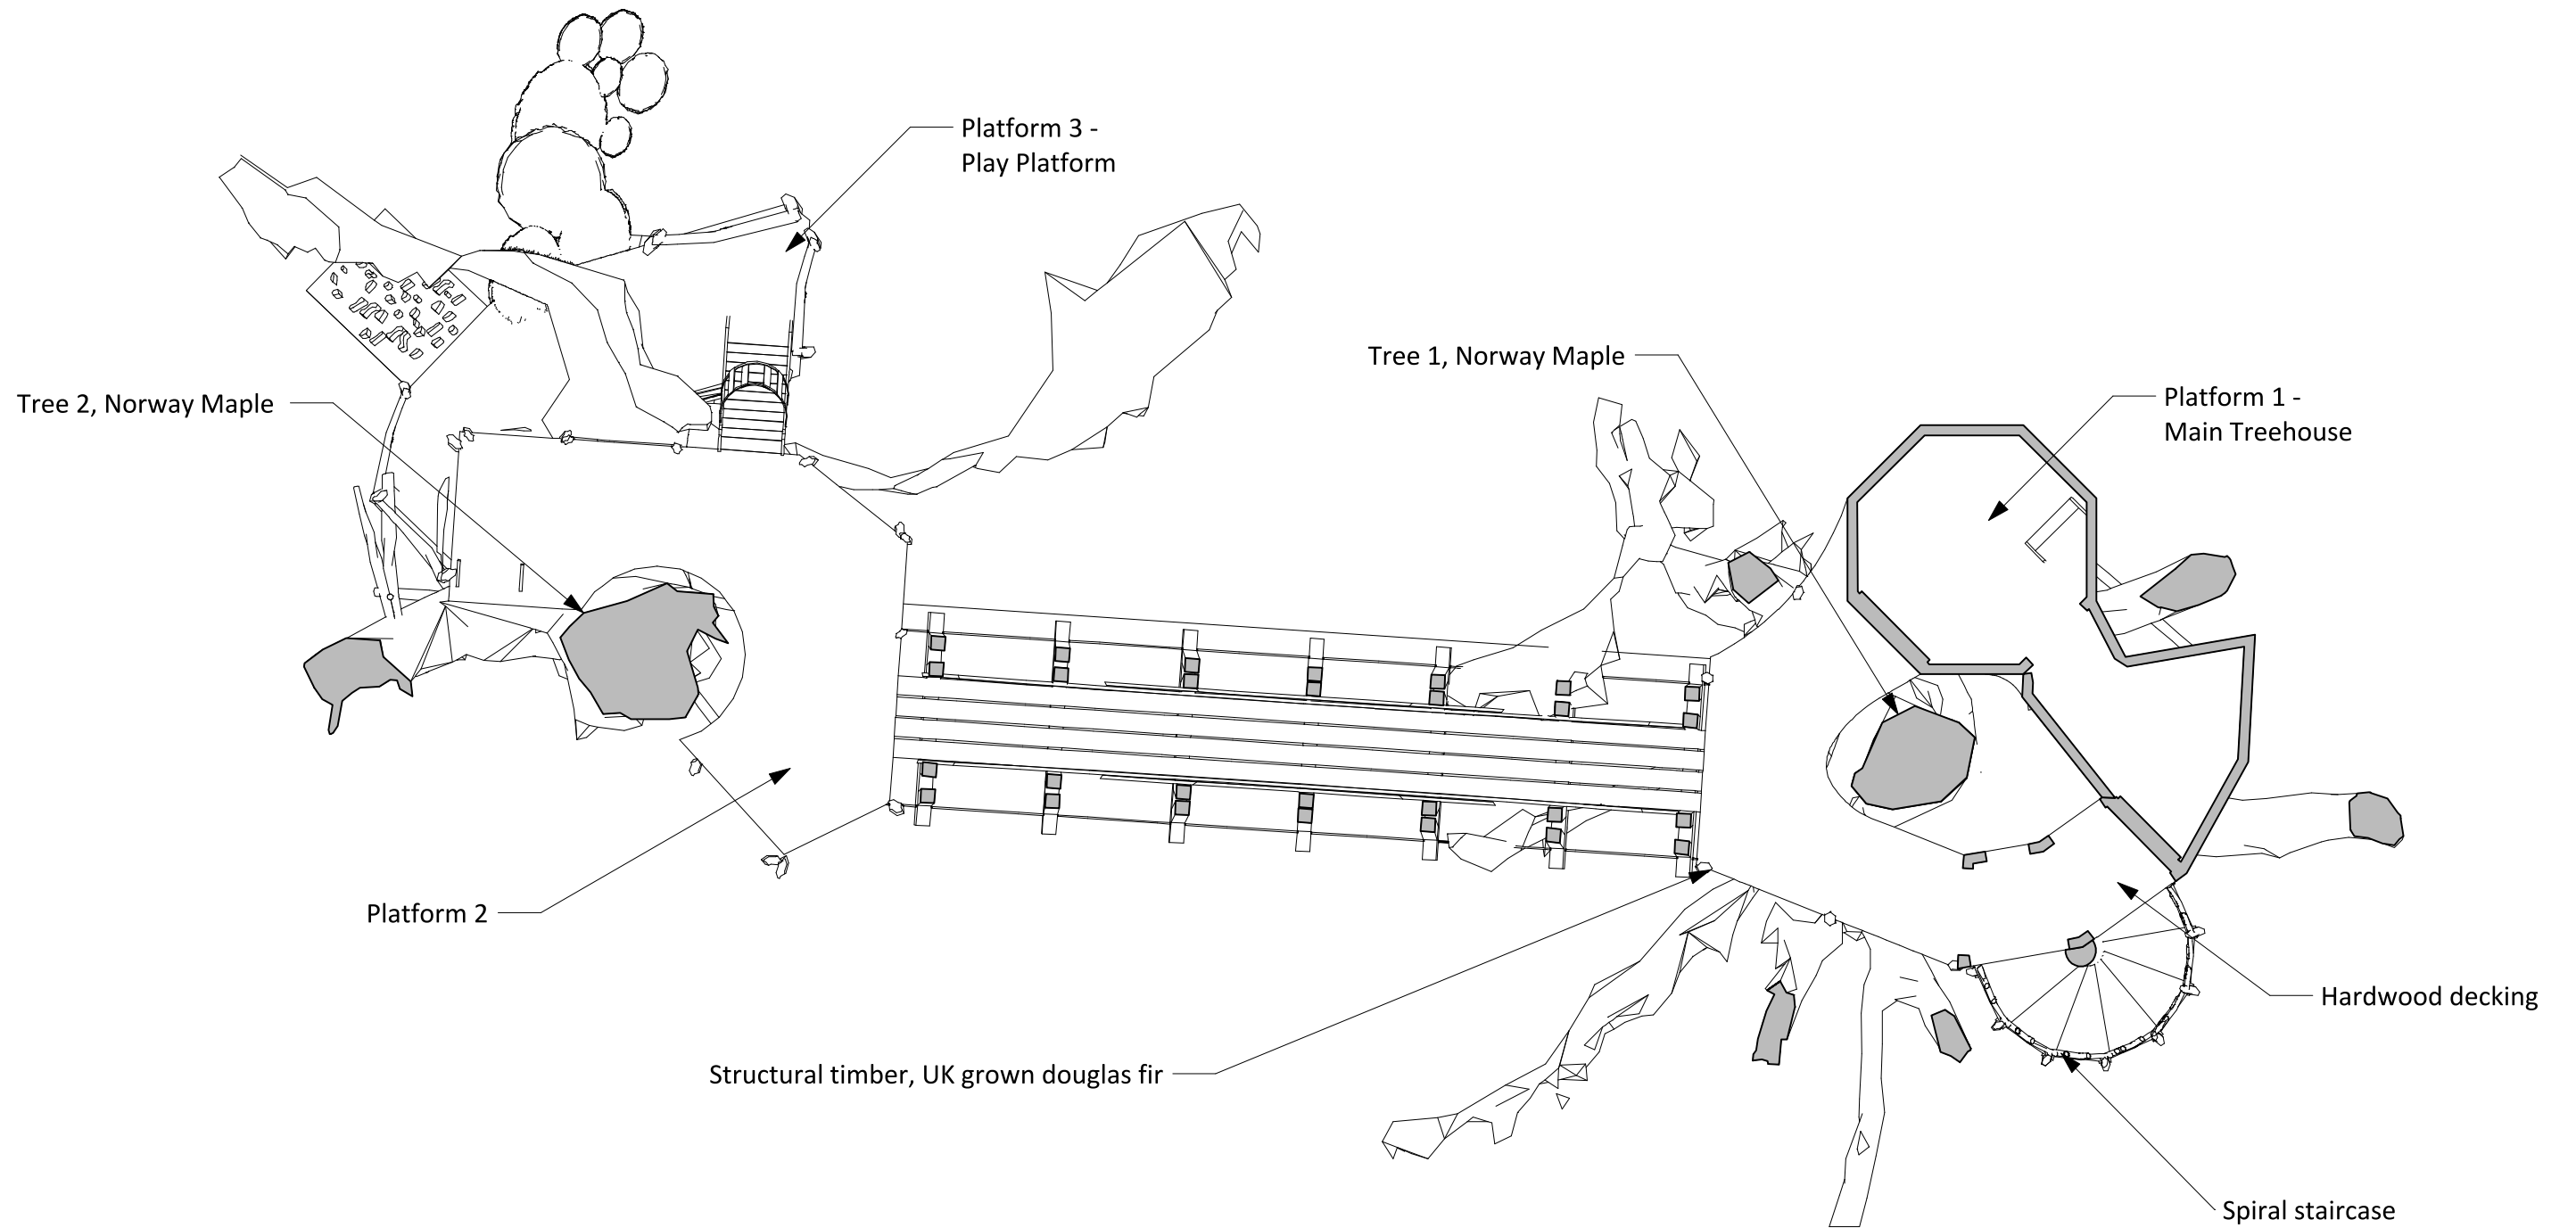 Platform 3 -
Play Platform
Tree 1, Norway Maple
Platform 1 -
Main Treehouse
Tree 2, Norway Maple
Platform 2
Hardwood decking
Structural timber, UK grown douglas fir
Spiral staircase